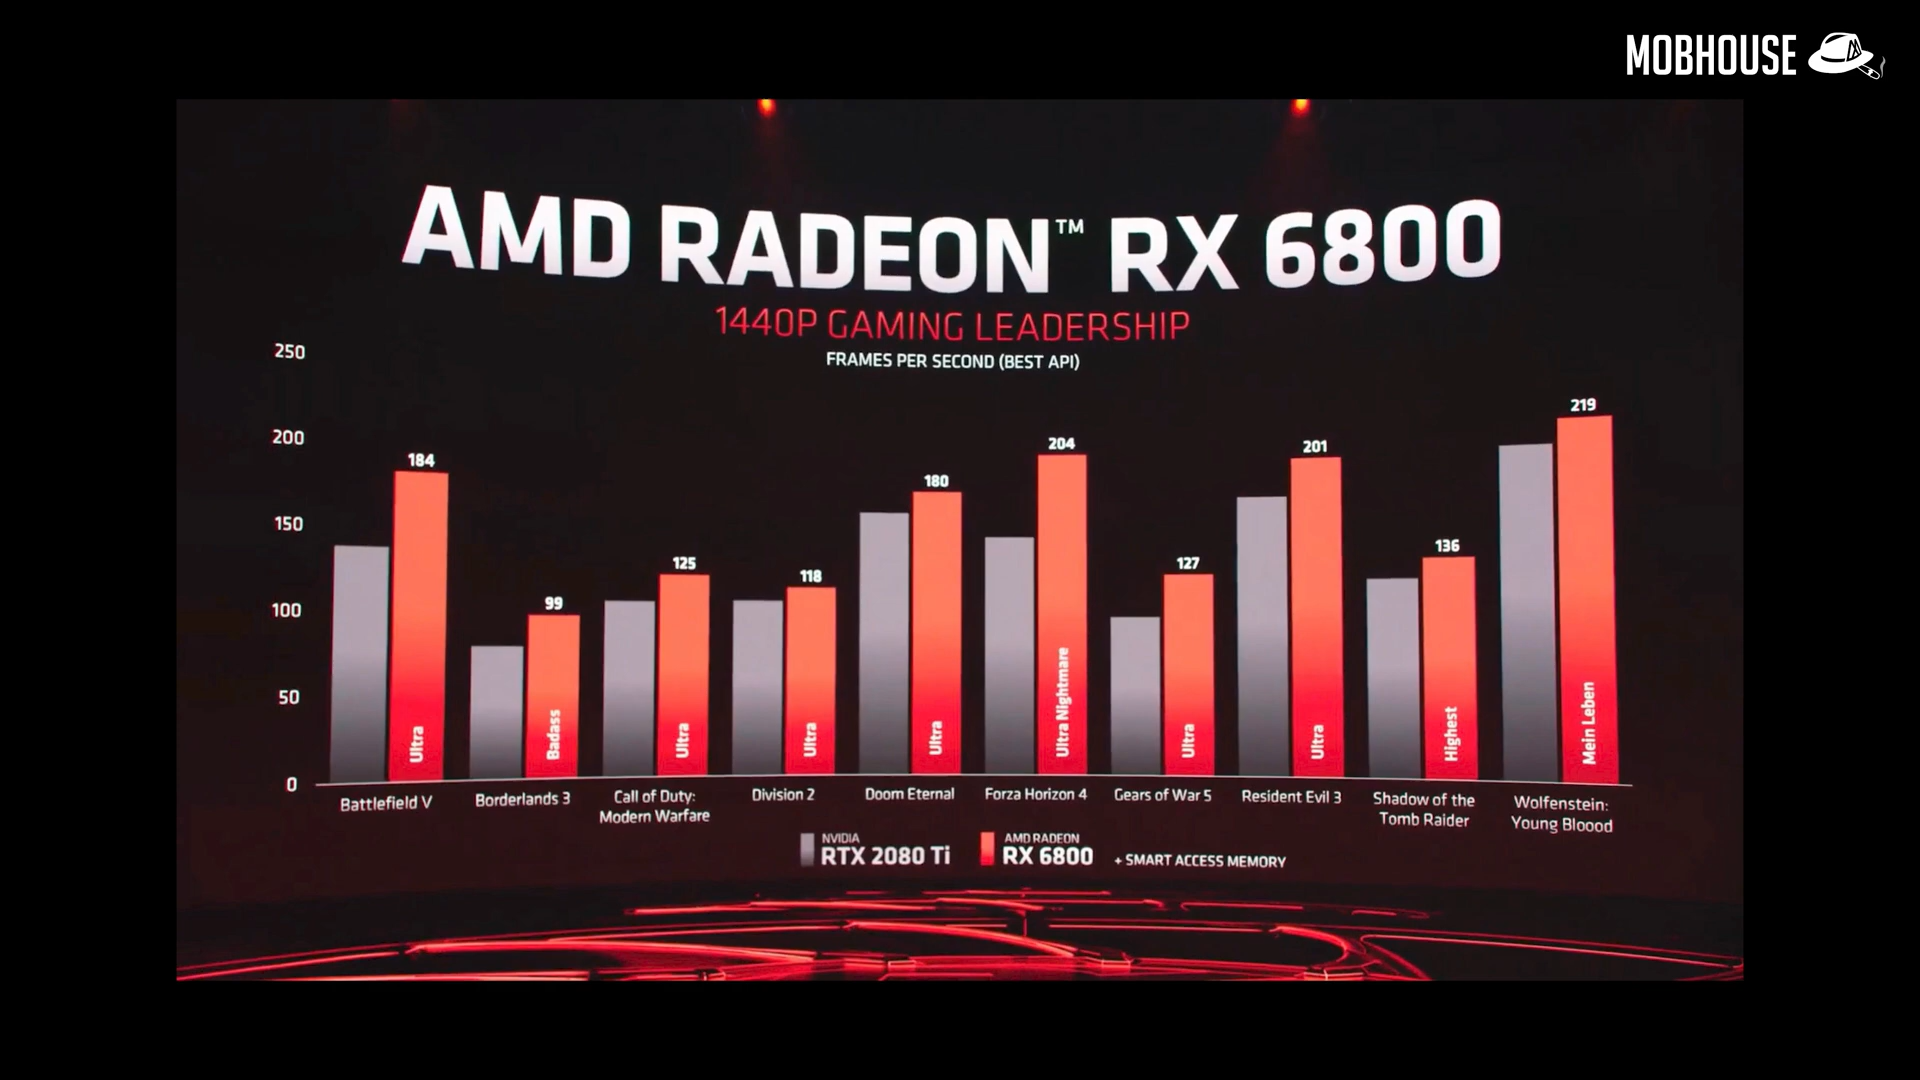 MOBHOUSE
AMD RADEON™ RX 6800
1440P GAMING LEADERSHIP
FRAMES PER SECOND (BEST API)
250
200
150
100
50
0
184
99
125
118
180
204
127
201
136
219
Ultra
Badass
Ultra
Ultra
Ultra
Ultra Nightmare
Ultra
Ultra
Highest
Mein Leben
Battlefield V
Borderlands 3
Call of Duty:
Modern Warfare
Division 2
Doom Eternal
Forza Horizon 4
Gears of War 5
Resident Evil 3
Shadow of the
Tomb Raider
Wolfenstein:
Young Bloood
NVIDIA
RTX 2080 Ti
AMD RADEON
RX 6800
+ SMART ACCESS MEMORY